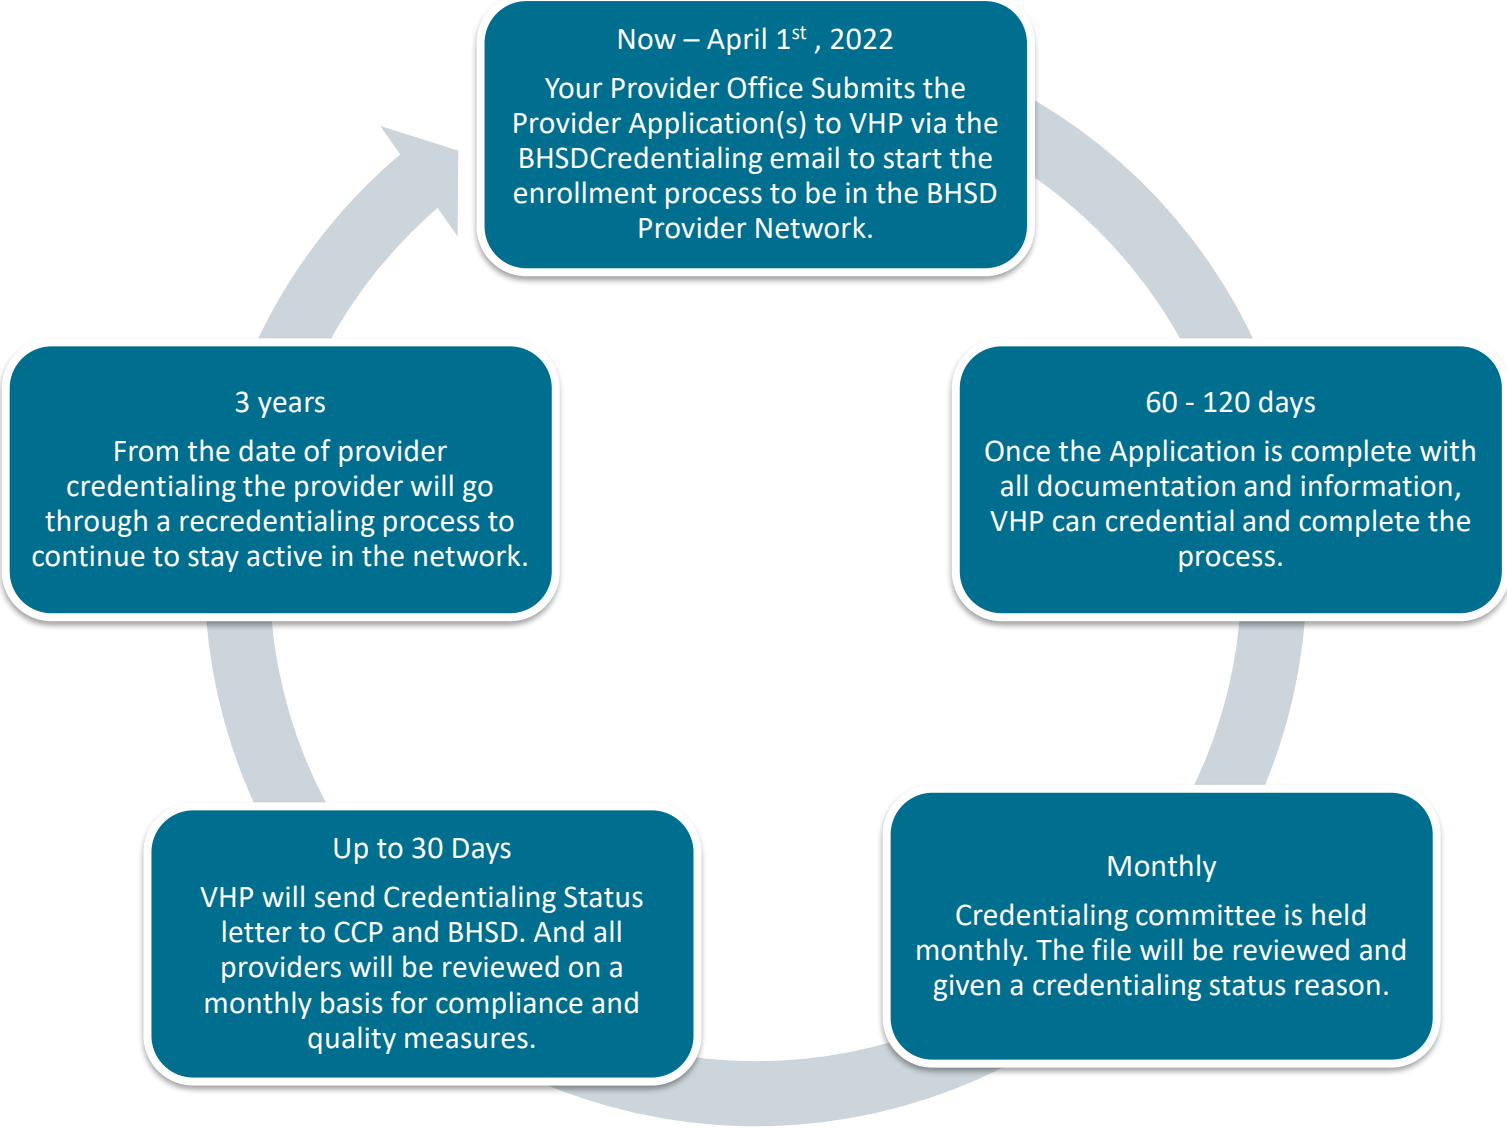 Now – April 1st , 2022
Your Provider Office Submits the
Provider Application(s) to VHP via the
BHSDCredentialing email to start the
enrollment process to be in the BHSD
Provider Network.
60 - 120 days
Once the Application is complete with
all documentation and information,
VHP can credential and complete the
process.
Monthly
Credentialing committee is held
monthly. The file will be reviewed and
given a credentialing status reason.
Up to 30 Days
VHP will send Credentialing Status
letter to CCP and BHSD. And all
providers will be reviewed on a
monthly basis for compliance and
quality measures.
3 years
From the date of provider
credentialing the provider will go
through a recredentialing process to
continue to stay active in the network.